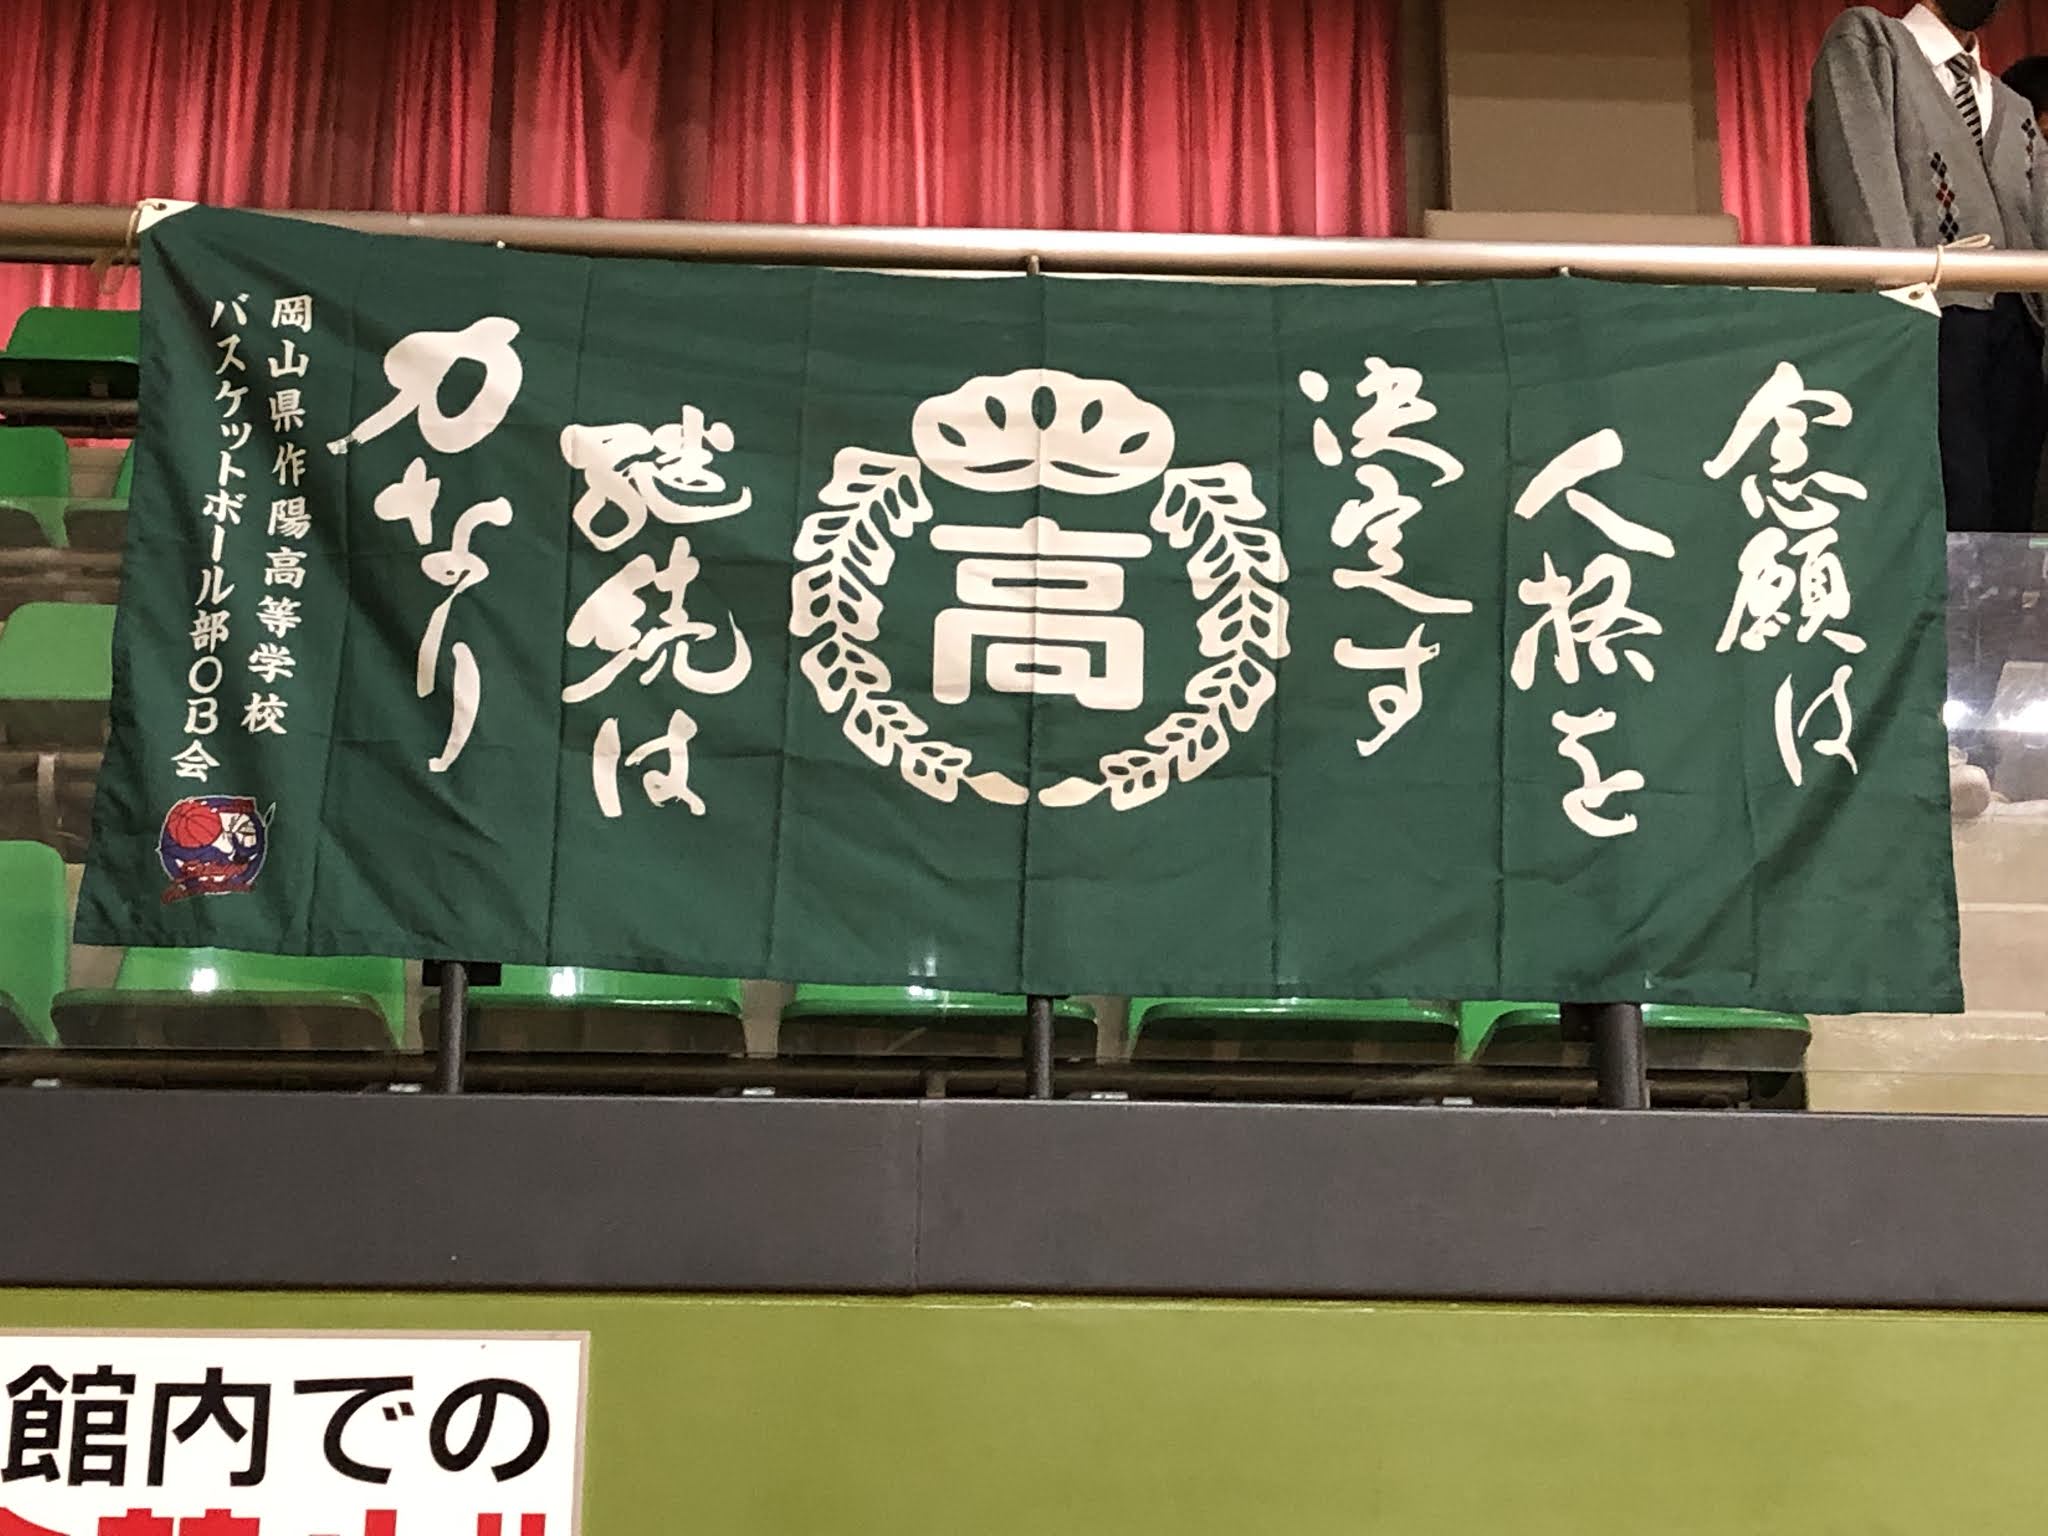 念願は
人格を
決定す
高
継続は
力なり
岡山県作陽高等学校
バスケットボール部OB会
館内での